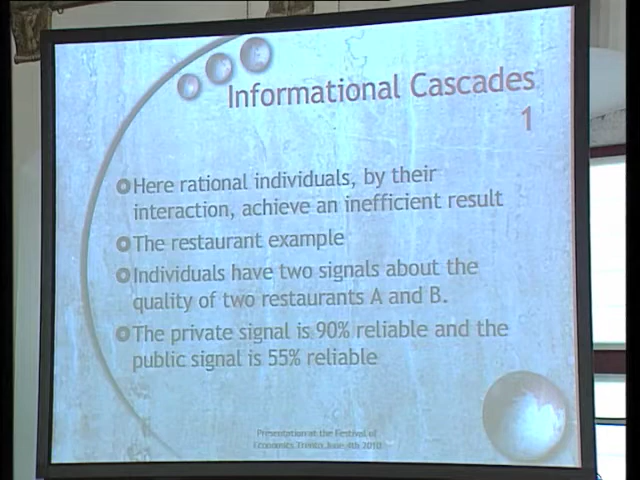 Informational Cascades
1
Here rational individuals, by their
interaction, achieve an inefficient result
The restaurant example
Individuals have two signals about the
quality of two restaurants A and B.
The private signal is 90% reliable and the
public signal is 55% reliable
Presentation at the Festival of
Economics Trento June 4th 2010